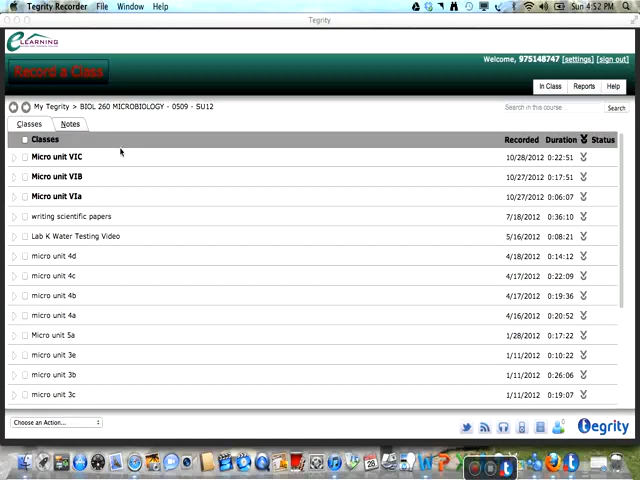 Tegrity Recorder File Window Help
Sun 4:52 PM
Tegrity
eLEARNING
Welcome, 975148747 [settings] [sign out]
Record a Class
In Class Reports Help
My Tegrity > BIOL 260 MICROBIOLOGY - 0509 - SU12
Search in this course... Search
Classes Notes
Classes Recorded Duration Status
Micro unit VIC 10/28/2012 0:22:51
Micro unit VIB 10/27/2012 0:17:51
Micro unit VIa 10/27/2012 0:06:07
writing scientific papers 7/18/2012 0:36:10
Lab K Water Testing Video 5/16/2012 0:08:21
micro unit 4d 4/18/2012 0:14:12
micro unit 4c 4/17/2012 0:22:09
micro unit 4b 4/17/2012 0:19:36
micro unit 4a 4/16/2012 0:20:52
Micro unit 5a 1/28/2012 0:17:22
micro unit 3e 1/11/2012 0:10:22
micro unit 3b 1/11/2012 0:26:06
micro unit 3c 1/11/2012 0:19:07
Choose an Action...
tegrity